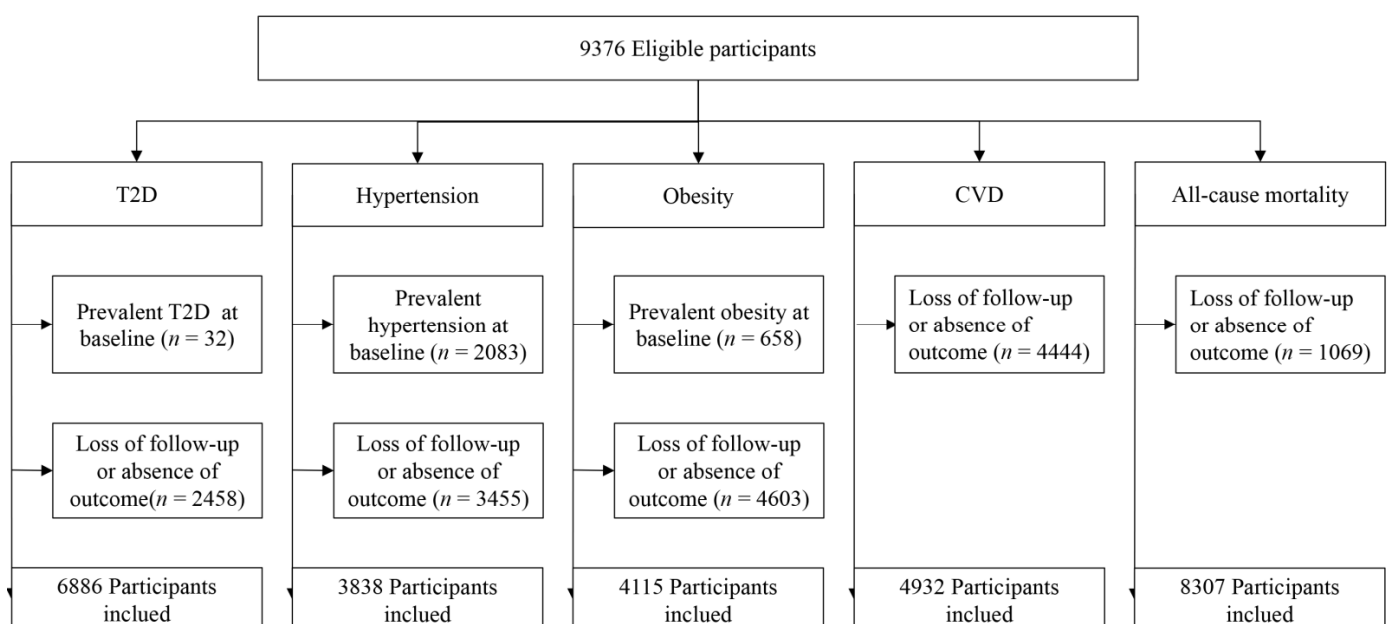 9376 Eligible participants
T2D
Hypertension
Obesity
CVD
All-cause mortality
Prevalent T2D at
baseline (n = 32)
Prevalent
hypertension at
baseline (n = 2083)
Prevalent obesity at
baseline (n = 658)
Loss of follow-up
or absence of
outcome (n = 4444)
Loss of follow-up
or absence of
outcome (n = 1069)
Loss of follow-up
or absence of
outcome(n = 2458)
Loss of follow-up
or absence of
outcome (n = 3455)
Loss of follow-up
or absence of
outcome (n = 4603)
6886 Participants
inclued
3838 Participants
inclued
4115 Participants
inclued
4932 Participants
inclued
8307 Participants
inclued